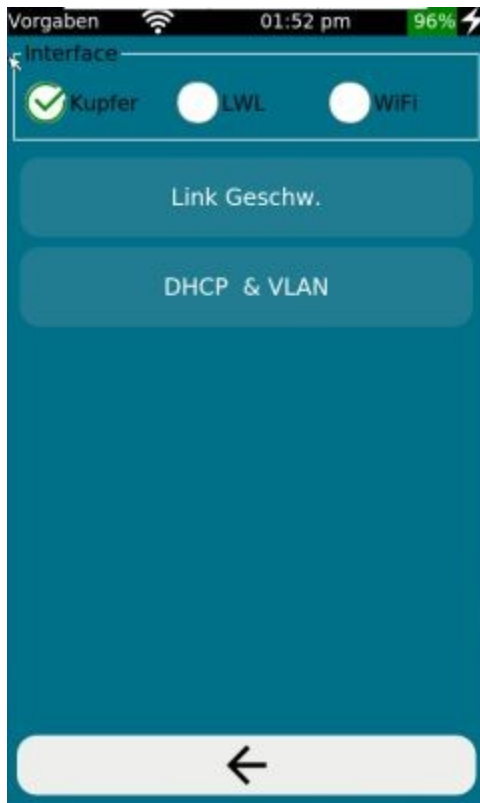 Vorgaben 01:52 pm 96%
Interface
Kupfer LWL WiFi
Link Geschw.
DHCP & VLAN